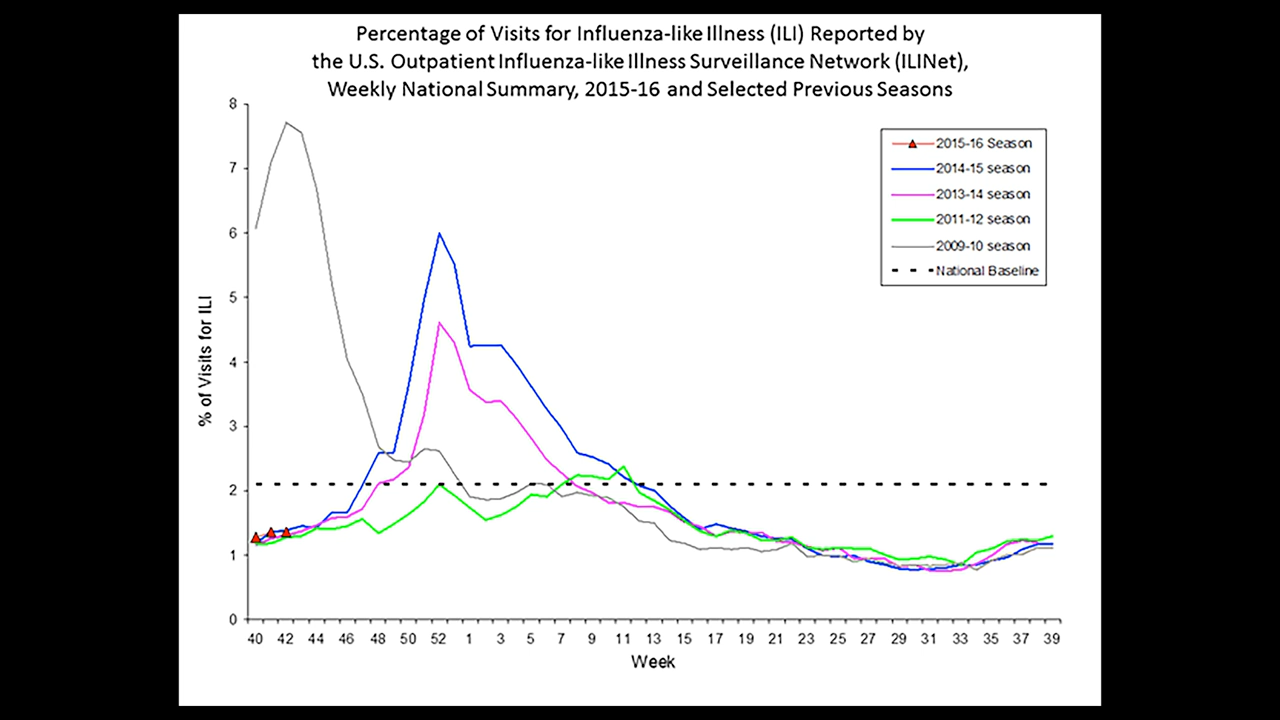 Percentage of Visits for Influenza-like Illness (ILI) Reported by
the U.S. Outpatient Influenza-like Illness Surveillance Network (ILINet),
Weekly National Summary, 2015-16 and Selected Previous Seasons
8
7
6
5
4
3
2
1
0
% of Visits for ILI
2015-16 Season
2014-15 season
2013-14 season
2011-12 season
2009-10 season
National Baseline
40 42 44 46 48 50 52 1 3 5 7 9 11 13 15 17 19 21 23 25 27 29 31 33 35 37 39
Week